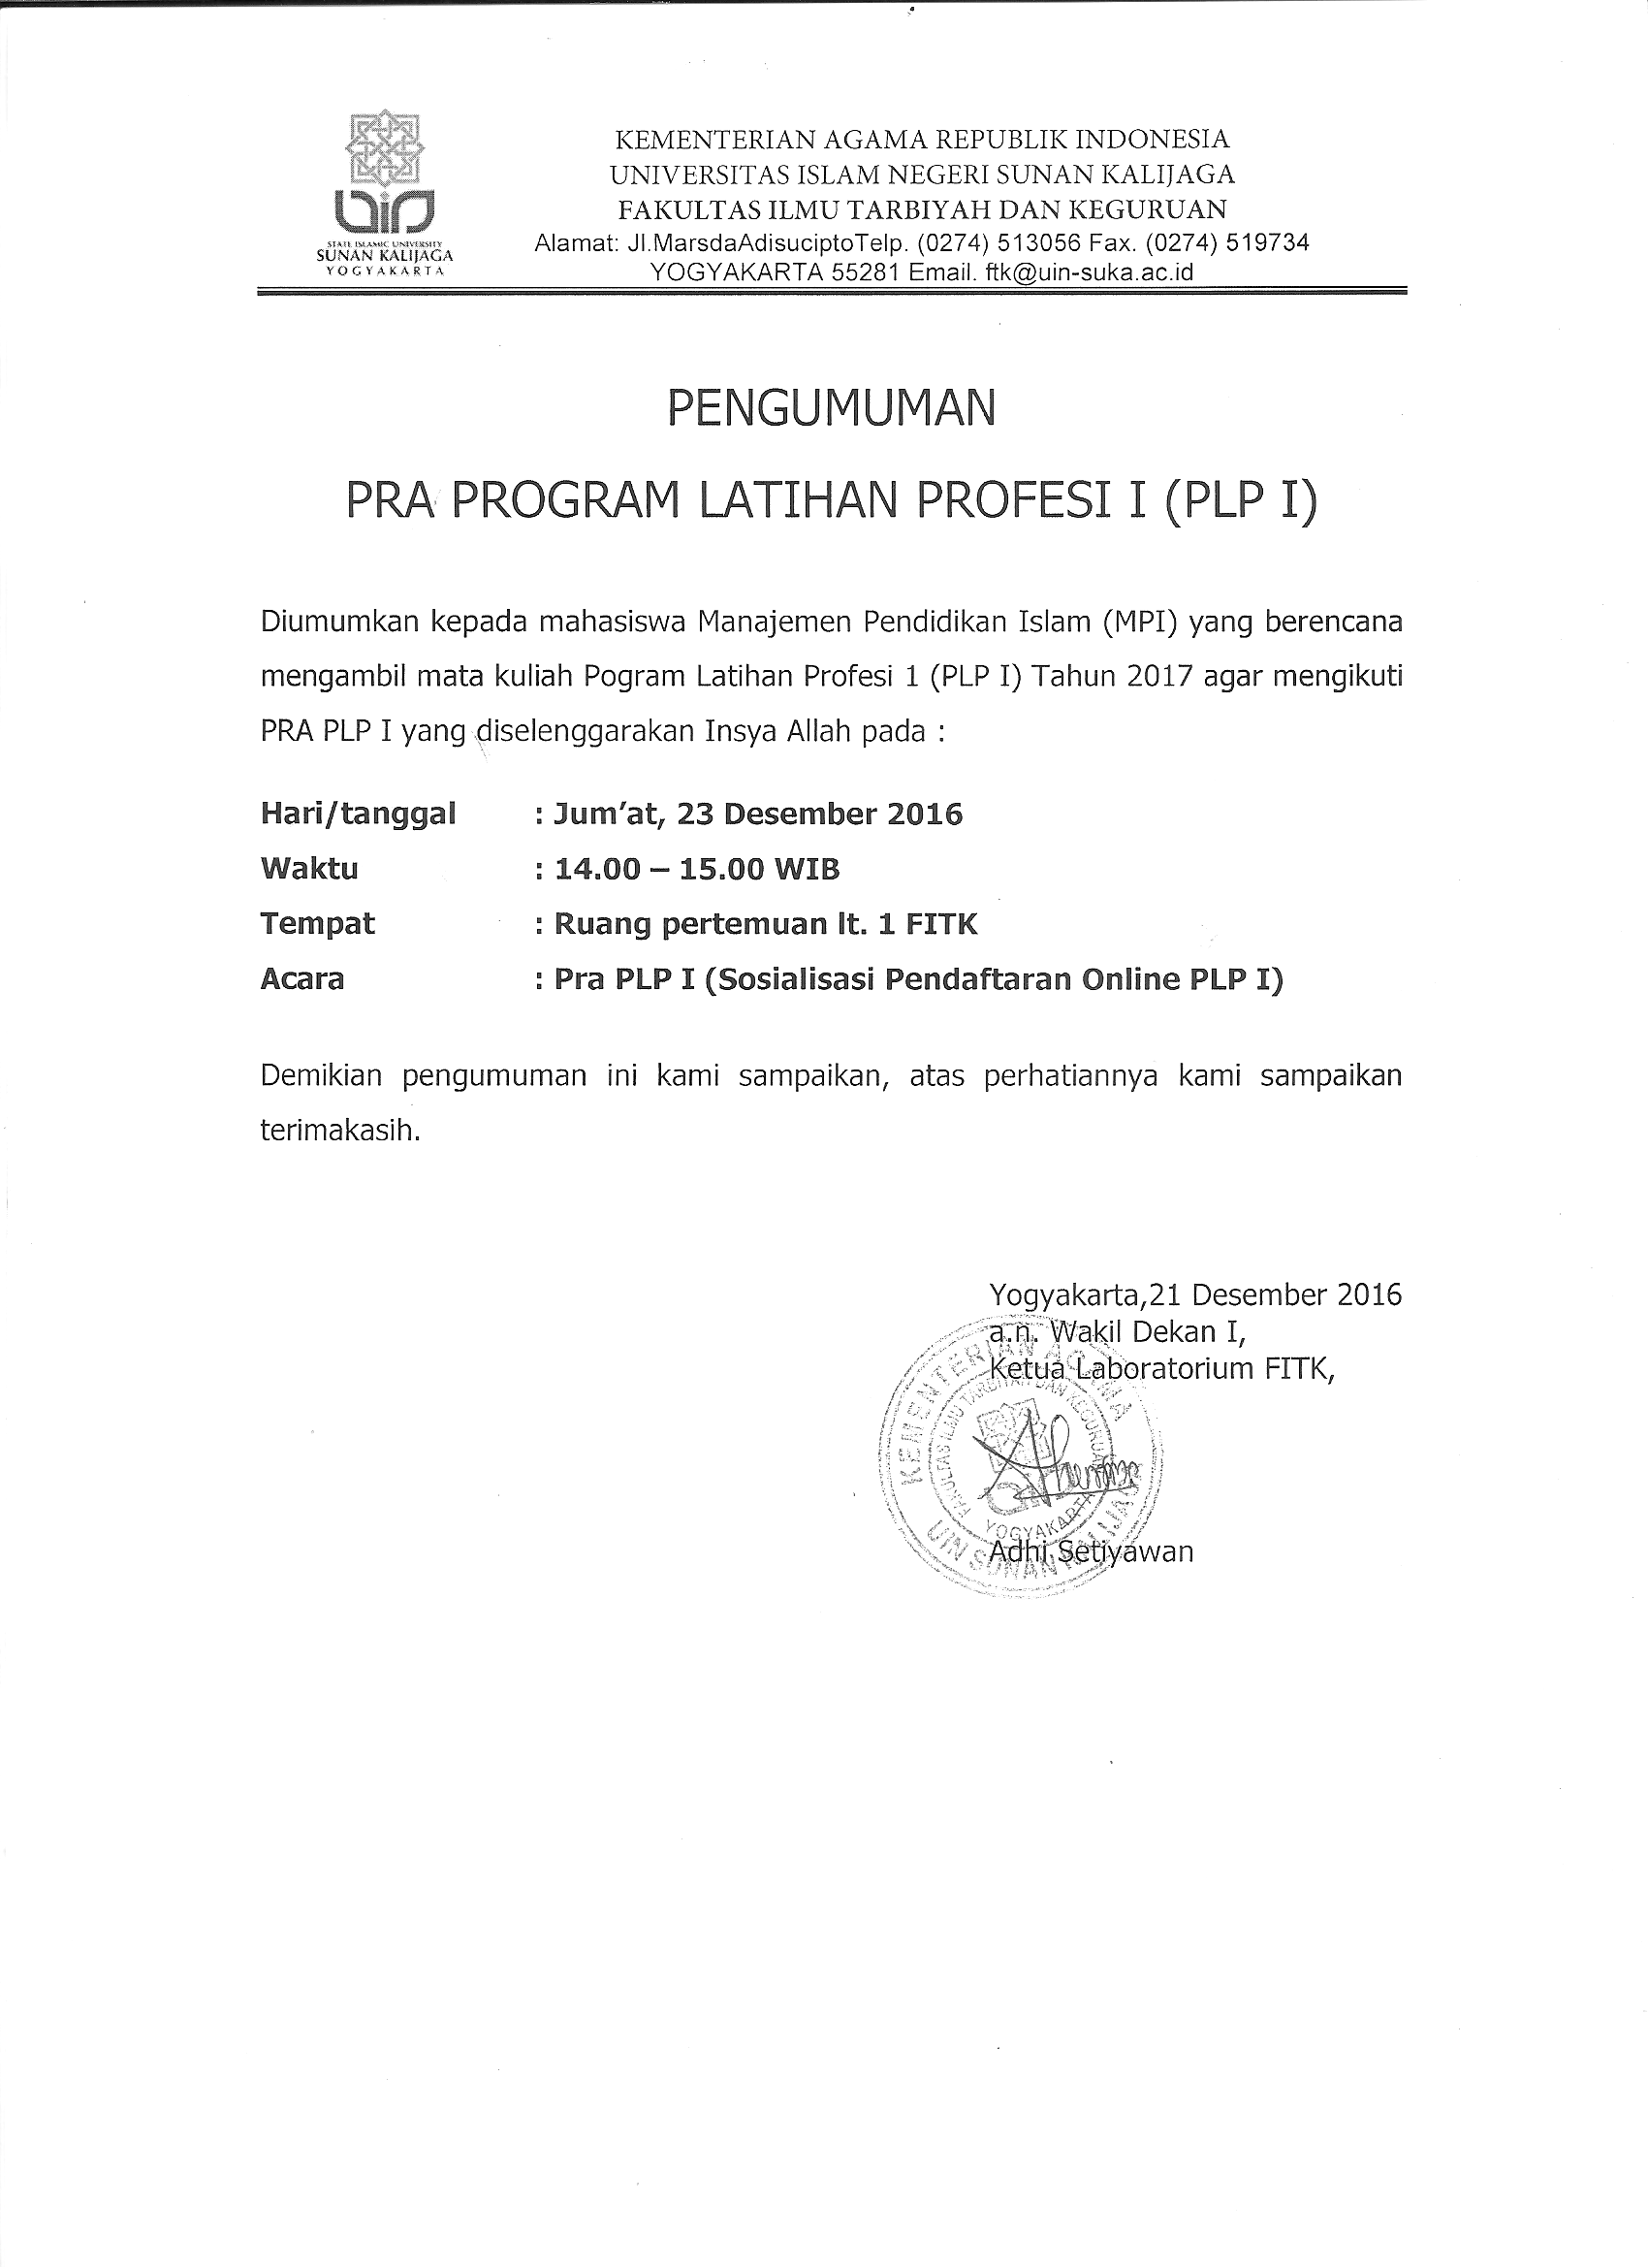 KEMENTERIAN AGAMA REPUBLIK INDONESIA
UNIVERSITAS ISLAM NEGERI SUNAN KALIJAGA
FAKULTAS ILMU TARBIYAH DAN KEGURUAN
Alamat: Jl.MarsdaAdisuciptoTelp. (0274) 513056 Fax. (0274) 519734
YOGYAKARTA 55281 Email. ftk@uin-suka.ac.id
uin
STATE ISLAMIC UNIVERSITY
SUNAN KALIJAGA
YOGYAKARTA
PENGUMUMAN
PRA PROGRAM LATIHAN PROFESI I (PLP I)
Diumumkan kepada mahasiswa Manajemen Pendidikan Islam (MPI) yang berencana
mengambil mata kuliah Pogram Latihan Profesi 1 (PLP I) Tahun 2017 agar mengikuti
PRA PLP I yang diselenggarakan Insya Allah pada :
Hari/tanggal : Jum'at, 23 Desember 2016
Waktu : 14.00 – 15.00 WIB
Tempat : Ruang pertemuan lt. 1 FITK
Acara : Pra PLP I (Sosialisasi Pendaftaran Online PLP I)
Demikian pengumuman ini kami sampaikan, atas perhatiannya kami sampaikan
terimakasih.
Yogyakarta,21 Desember 2016
a.n. Wakil Dekan I,
Ketua Laboratorium FITK,
KEMENTERIAN AGAMA
FAKULTAS ILMU TARBIYAH DAN KEGURUAN
YOGYAKARTA
UIN SUNAN KALIJAGA
Adhi Setiyawan